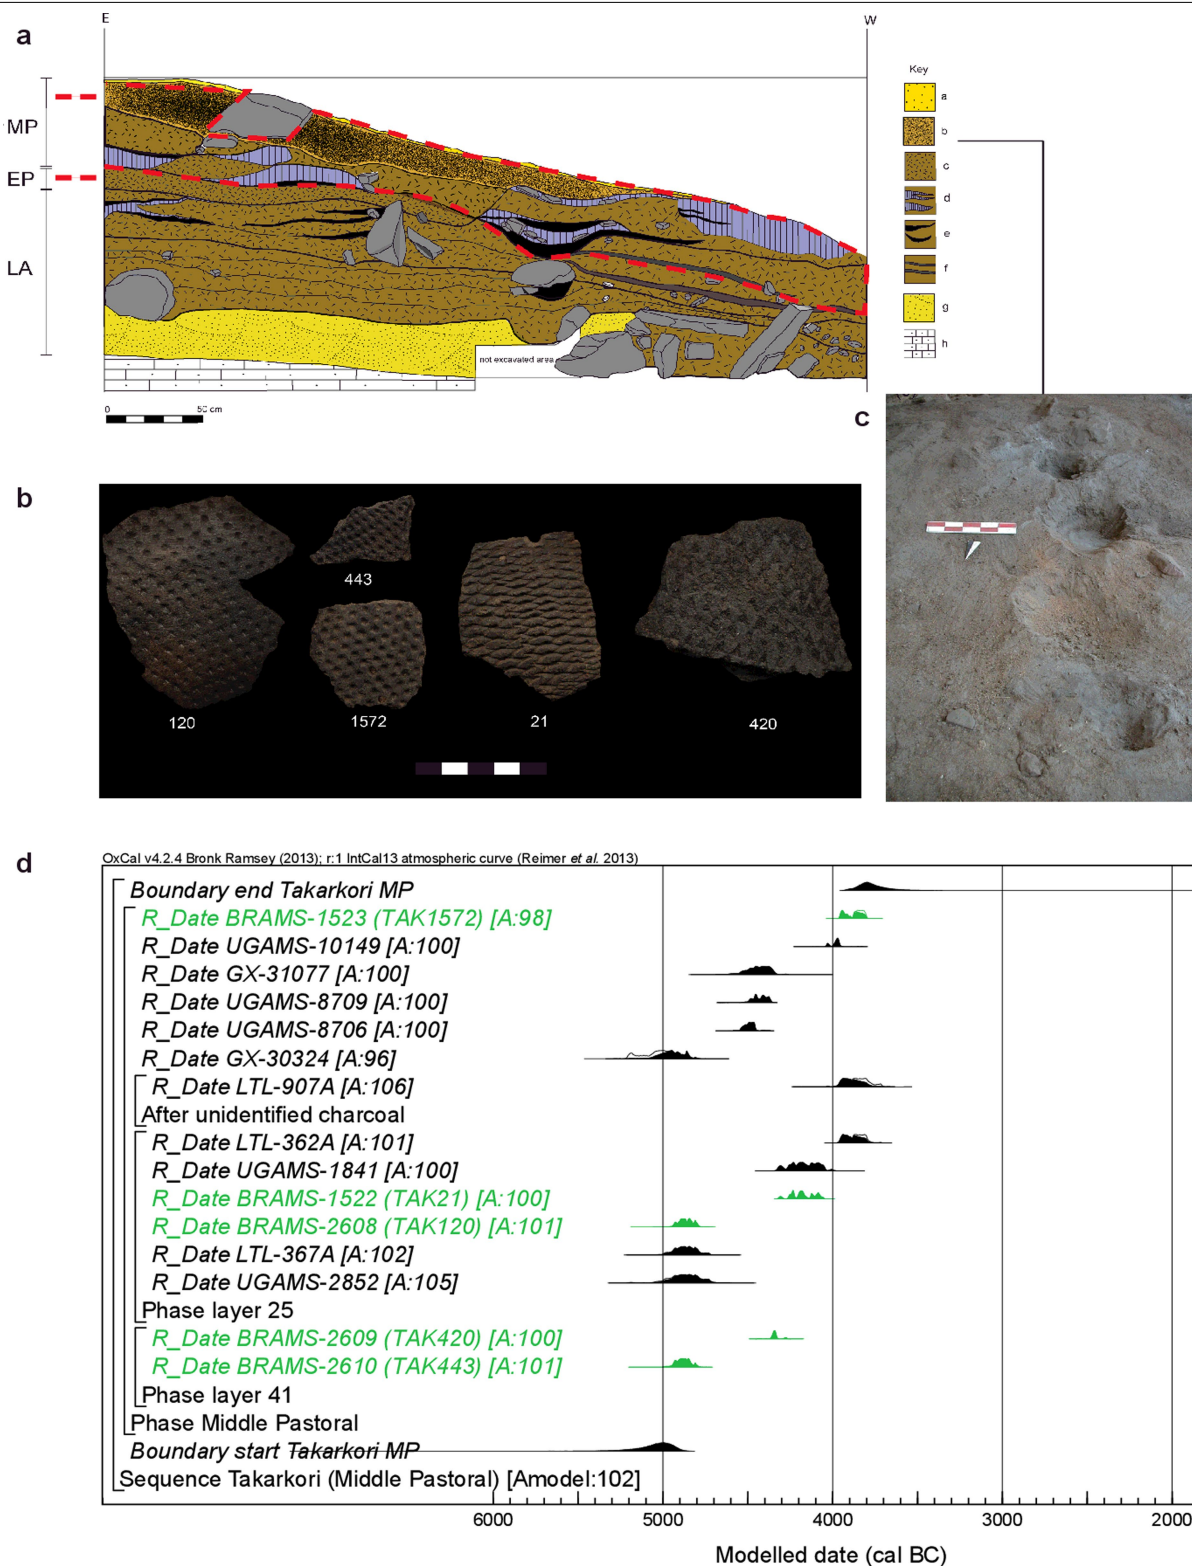 a
E
W
MP
EP
LA
Key
a
b
c
d
e
f
g
h
not excavated area
0
50 cm
c
b
443
120
1572
21
420
d
OxCal v4.2.4 Bronk Ramsey (2013); r:1 IntCal13 atmospheric curve (Reimer et al. 2013)
Boundary end Takarkori MP
R_Date BRAMS-1523 (TAK1572) [A:98]
R_Date UGAMS-10149 [A:100]
R_Date GX-31077 [A:100]
R_Date UGAMS-8709 [A:100]
R_Date UGAMS-8706 [A:100]
R_Date GX-30324 [A:96]
R_Date LTL-907A [A:106]
After unidentified charcoal
R_Date LTL-362A [A:101]
R_Date UGAMS-1841 [A:100]
R_Date BRAMS-1522 (TAK21) [A:100]
R_Date BRAMS-2608 (TAK120) [A:101]
R_Date LTL-367A [A:102]
R_Date UGAMS-2852 [A:105]
Phase layer 25
R_Date BRAMS-2609 (TAK420) [A:100]
R_Date BRAMS-2610 (TAK443) [A:101]
Phase layer 41
Phase Middle Pastoral
Boundary start Takarkori MP
Sequence Takarkori (Middle Pastoral) [Amodel:102]
6000 5000 4000 3000 2000
Modelled date (cal BC)